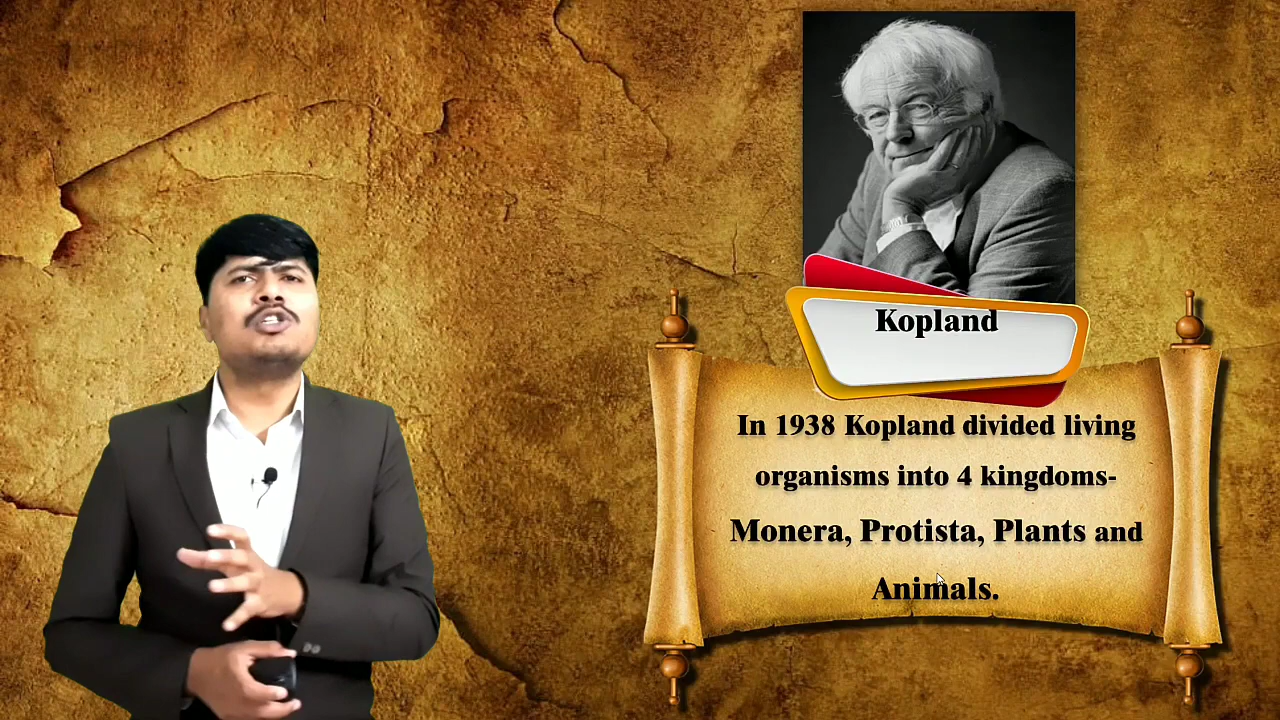 Kopland
In 1938 Kopland divided living
organisms into 4 kingdoms-
Monera, Protista, Plants and
Animals.